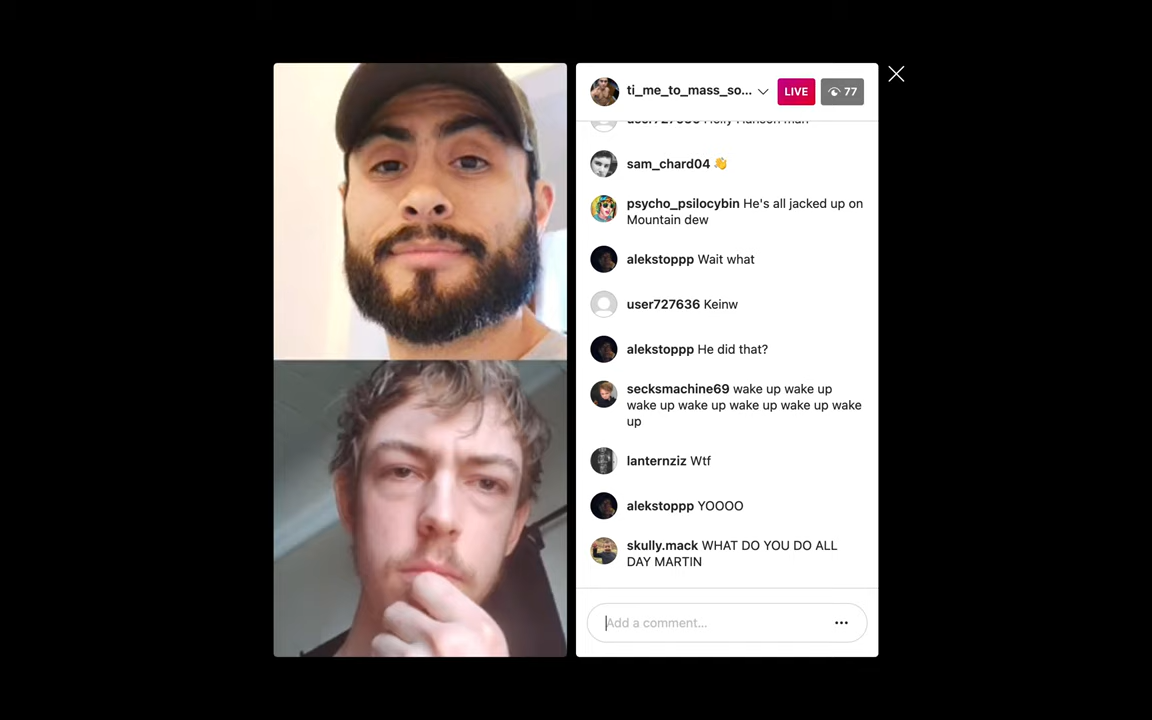 ti_me_to_mass_so...
LIVE
77
sam_chard04 👋
psycho_psilocybin He's all jacked up on
Mountain dew
alekstoppp Wait what
user727636 Keinw
alekstoppp He did that?
secksmachine69 wake up wake up
wake up wake up wake up wake up wake
up
lanternziz Wtf
alekstoppp YOOOO
skully.mack WHAT DO YOU DO ALL
DAY MARTIN
Add a comment...